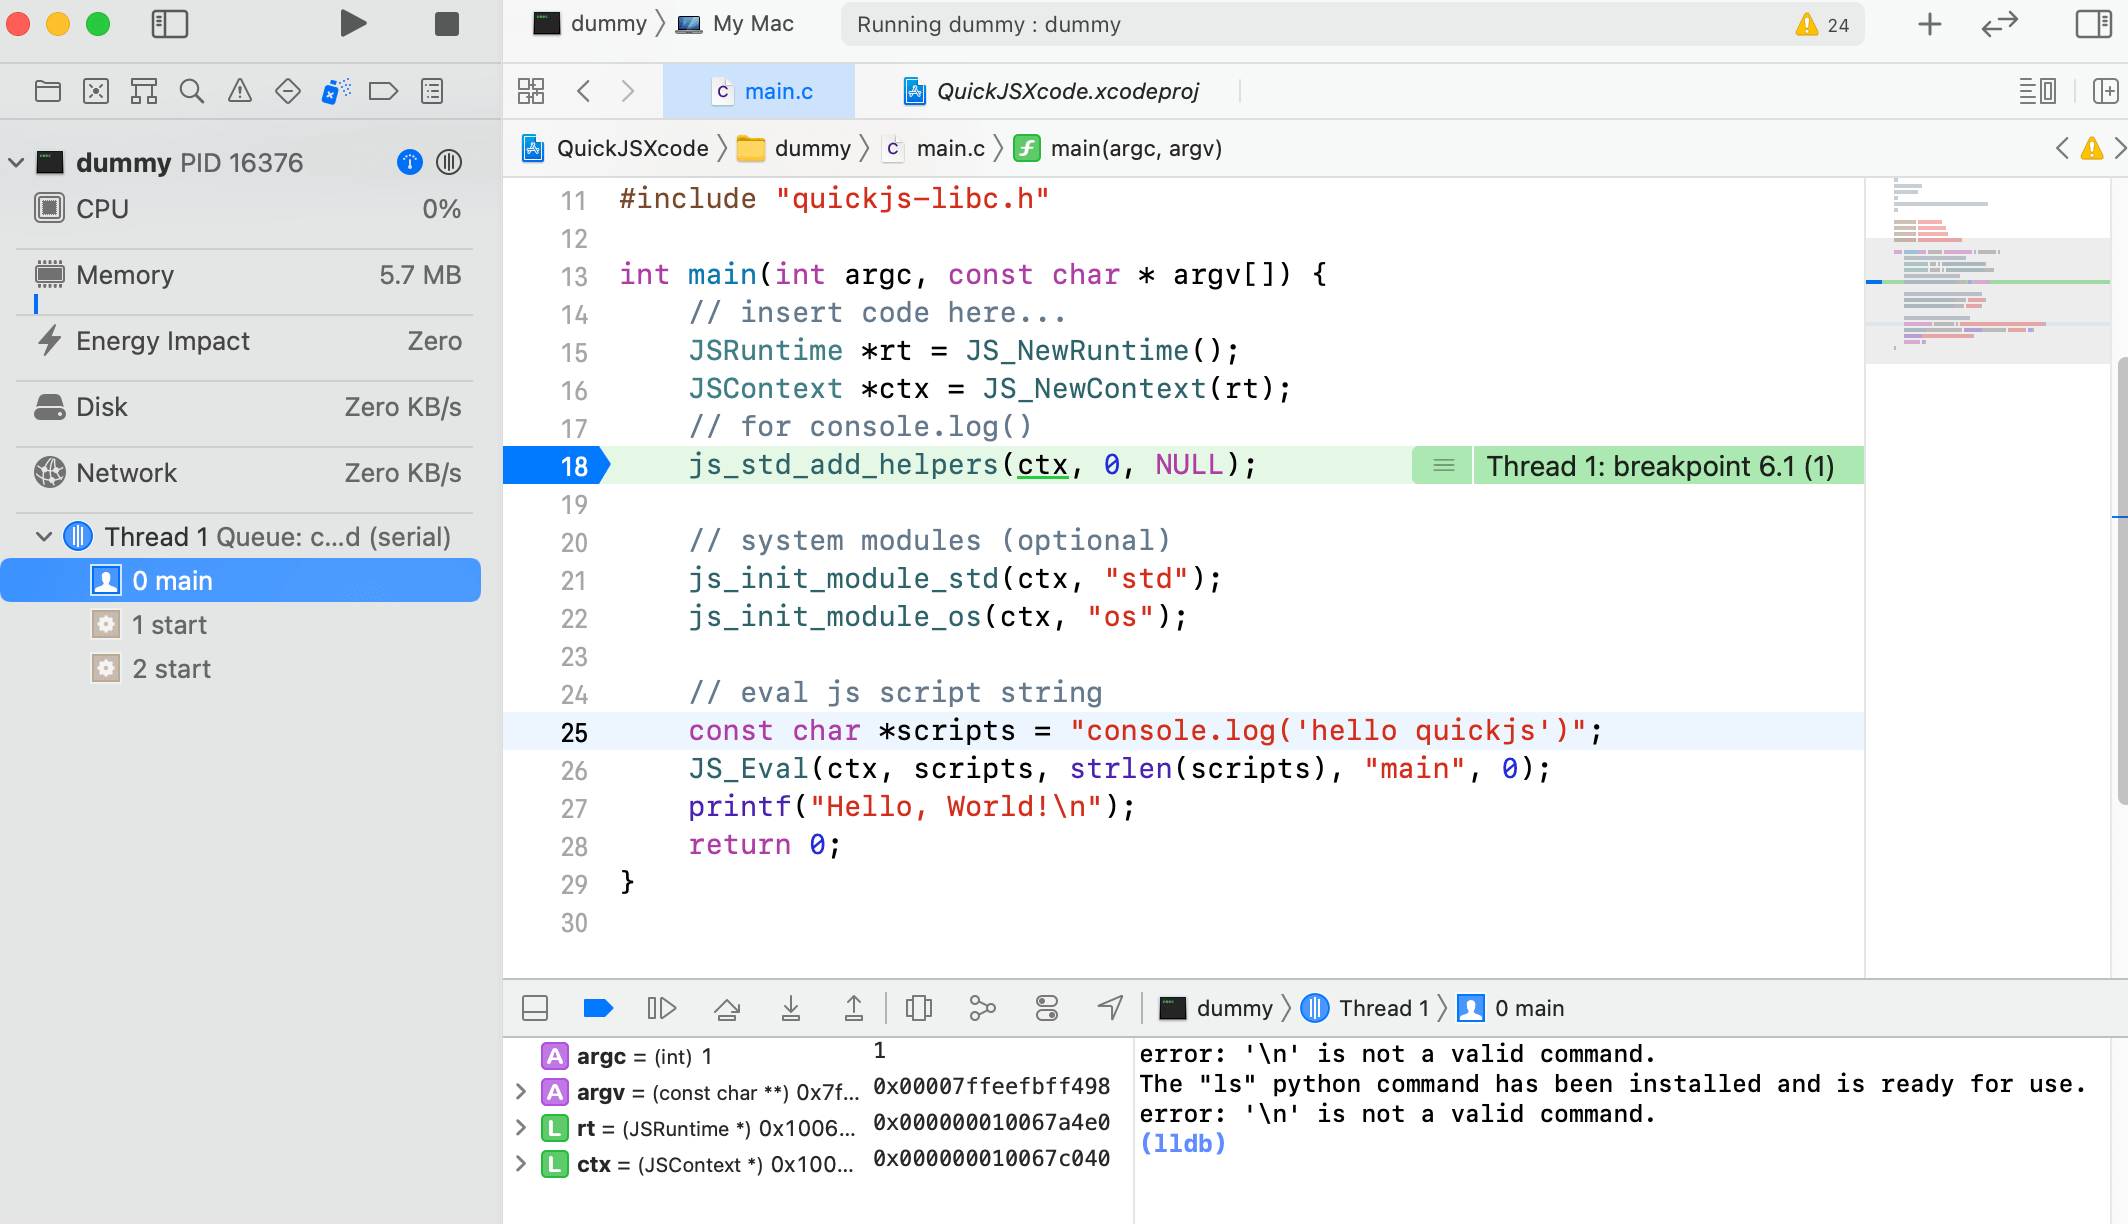 dummy 〉 My Mac
Running dummy : dummy
24
main.c
QuickJSXcode.xcodeproj
QuickJSXcode 〉 dummy 〉 main.c 〉 main(argc, argv)
dummy PID 16376
CPU 0%
Memory 5.7 MB
Energy Impact Zero
Disk Zero KB/s
Network Zero KB/s
Thread 1 Queue: c...d (serial)
0 main
1 start
2 start
11 #include "quickjs-libc.h"
12
13 int main(int argc, const char * argv[]) {
14     // insert code here...
15     JSRuntime *rt = JS_NewRuntime();
16     JSContext *ctx = JS_NewContext(rt);
17     // for console.log()
18     js_std_add_helpers(ctx, 0, NULL); Thread 1: breakpoint 6.1 (1)
19
20     // system modules (optional)
21     js_init_module_std(ctx, "std");
22     js_init_module_os(ctx, "os");
23
24     // eval js script string
25     const char *scripts = "console.log('hello quickjs')";
26     JS_Eval(ctx, scripts, strlen(scripts), "main", 0);
27     printf("Hello, World!\n");
28     return 0;
29 }
30
dummy 〉 Thread 1 〉 0 main
A argc = (int) 1 1
A argv = (const char **) 0x7f... 0x00007ffeefbff498
L rt = (JSRuntime *) 0x1006... 0x000000010067a4e0
L ctx = (JSContext *) 0x100... 0x000000010067c040
error: '\n' is not a valid command.
The "ls" python command has been installed and is ready for use.
error: '\n' is not a valid command.
(lldb)